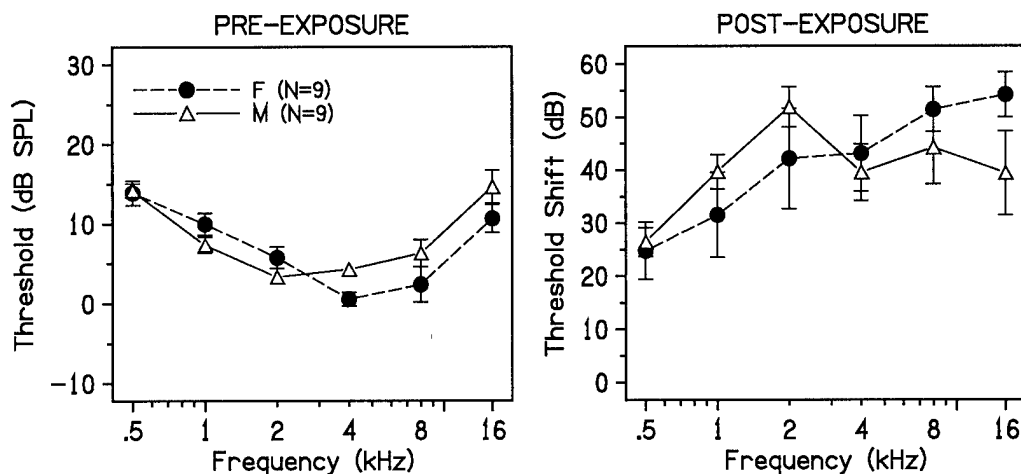 PRE-EXPOSURE
Threshold (dB SPL)
30
20
10
0
-10
F (N=9)
M (N=9)
.5 1 2 4 8 16
Frequency (kHz)
POST-EXPOSURE
Threshold Shift (dB)
60
50
40
30
20
10
0
.5 1 2 4 8 16
Frequency (kHz)